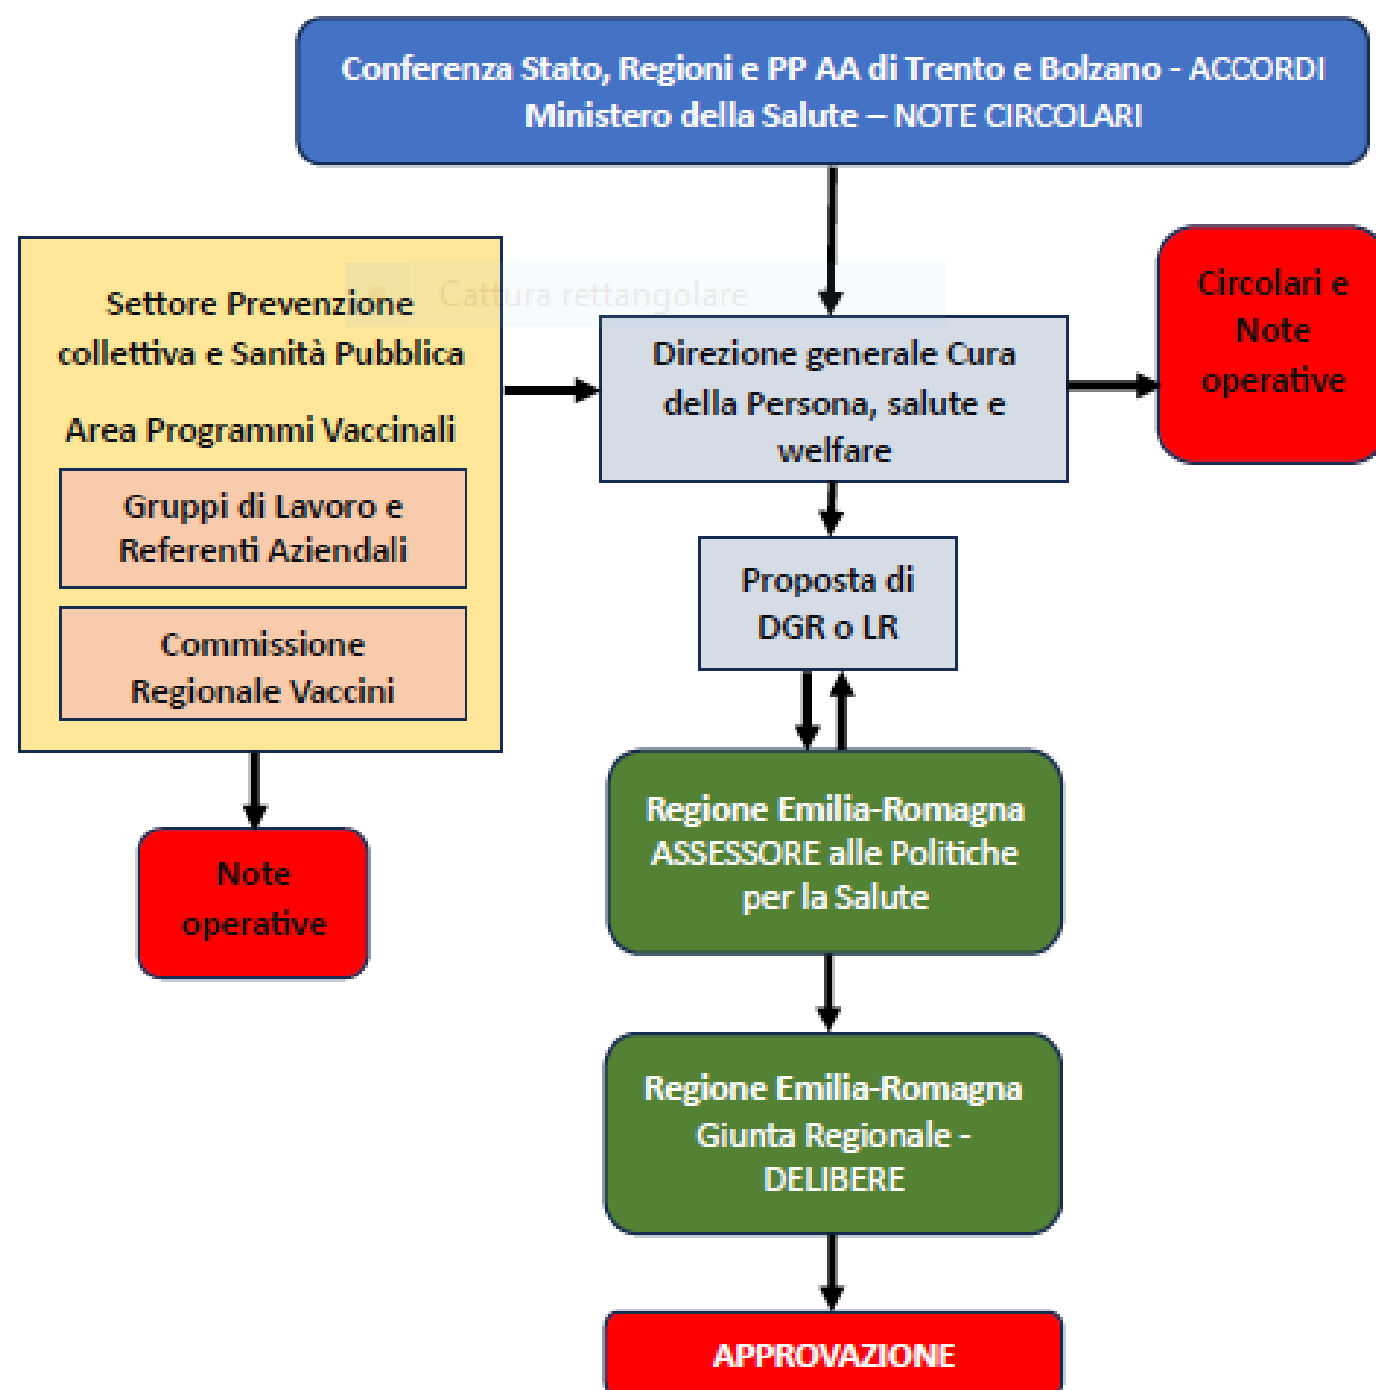 Conferenza Stato, Regioni e PP AA di Trento e Bolzano - ACCORDI
Ministero della Salute – NOTE CIRCOLARI
Settore Prevenzione
collettiva e Sanità Pubblica
Area Programmi Vaccinali
Gruppi di Lavoro e
Referenti Aziendali
Commissione
Regionale Vaccini
Note
operative
Cattura rettangolare
Direzione generale Cura
della Persona, salute e
welfare
Circolari e
Note
operative
Proposta di
DGR o LR
Regione Emilia-Romagna
ASSESSORE alle Politiche
per la Salute
Regione Emilia-Romagna
Giunta Regionale -
DELIBERE
APPROVAZIONE